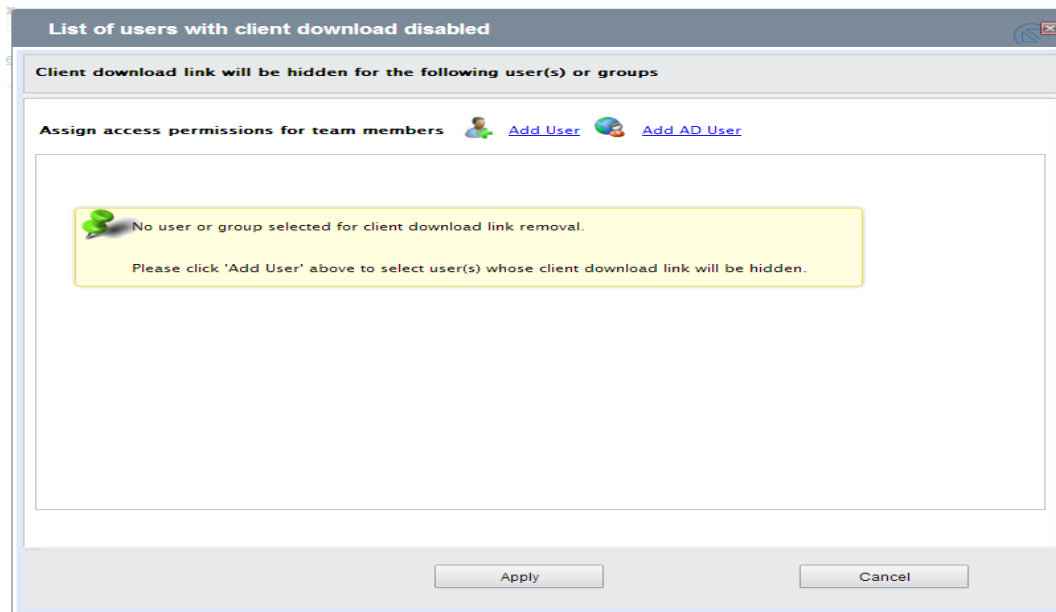 List of users with client download disabled
Client download link will be hidden for the following user(s) or groups
Assign access permissions for team members Add User Add AD User
No user or group selected for client download link removal.
Please click 'Add User' above to select user(s) whose client download link will be hidden.
Apply Cancel